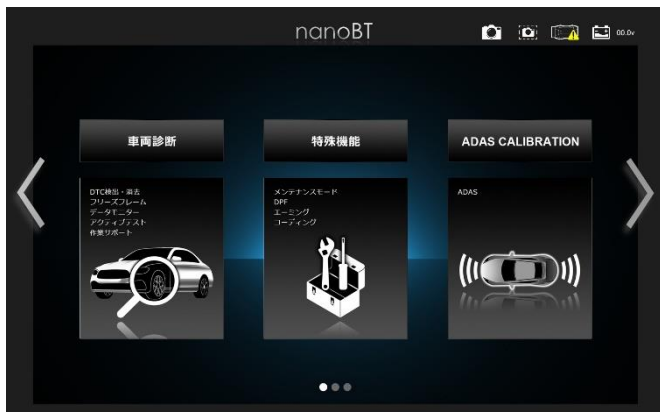 nanoBT
00.0v
車両診断
特殊機能
ADAS CALIBRATION
DTC検出・消去
フリーズフレーム
データモニター
アクティブテスト
作業サポート
メンテナンスモード
DPF
エーミング
コーディング
ADAS